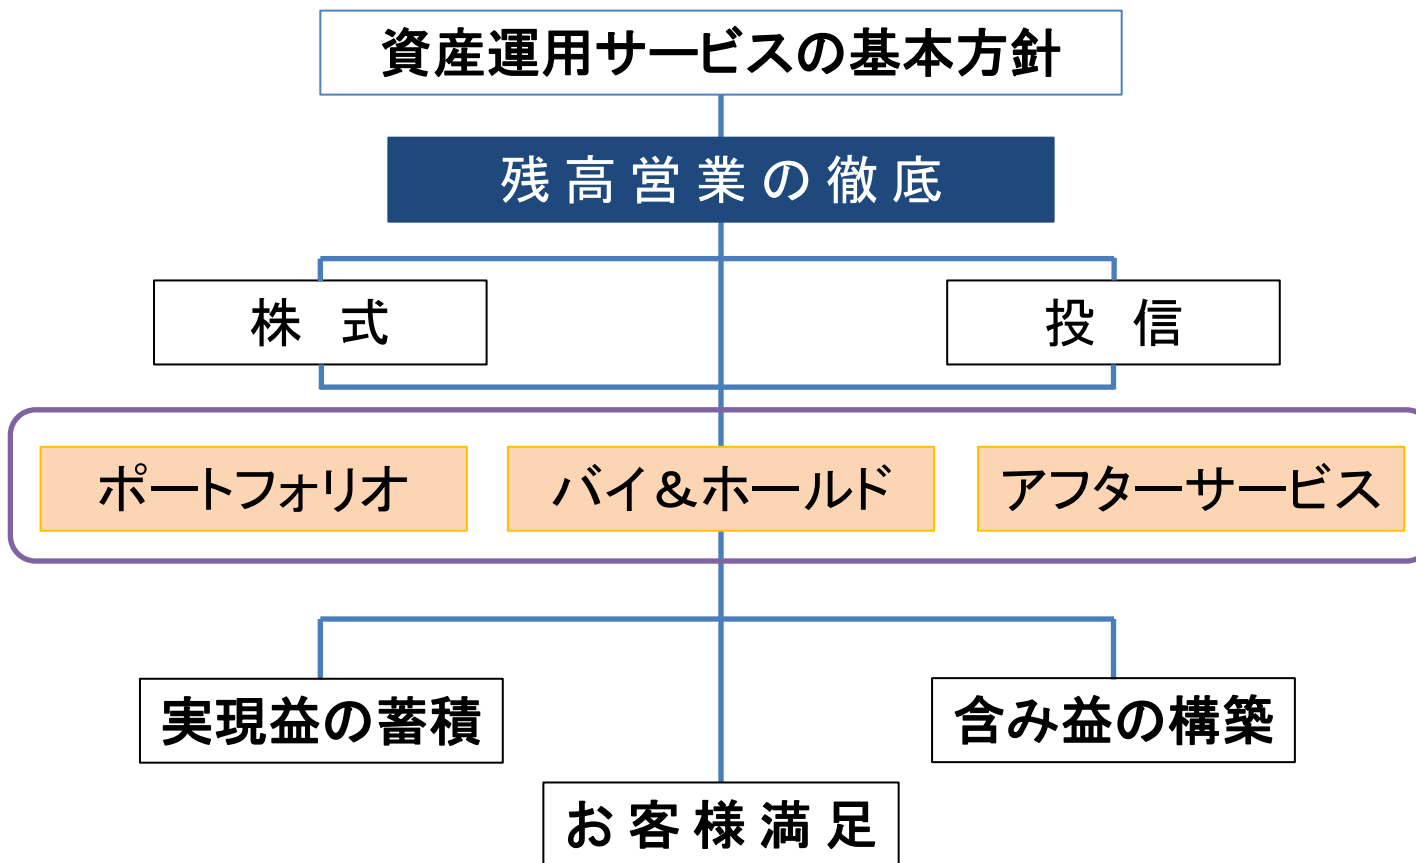 資産運用サービスの基本方針
残高営業の徹底
株　式
投　信
ポートフォリオ
バイ＆ホールド
アフターサービス
実現益の蓄積
含み益の構築
お客様満足